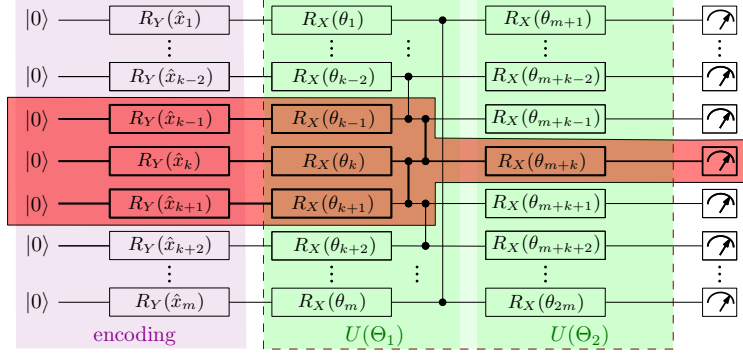 |0⟩ R_Y(x̂_1) R_X(θ_1) R_X(θ_{m+1})
⋮ ⋮ ⋮ ⋮
|0⟩ R_Y(x̂_{k−2}) R_X(θ_{k−2}) R_X(θ_{m+k−2})
|0⟩ R_Y(x̂_{k−1}) R_X(θ_{k−1}) R_X(θ_{m+k−1})
|0⟩ R_Y(x̂_k) R_X(θ_k) R_X(θ_{m+k})
|0⟩ R_Y(x̂_{k+1}) R_X(θ_{k+1}) R_X(θ_{m+k+1})
|0⟩ R_Y(x̂_{k+2}) R_X(θ_{k+2}) R_X(θ_{m+k+2})
⋮ ⋮ ⋮ ⋮
|0⟩ R_Y(x̂_m) R_X(θ_m) R_X(θ_{2m})
encoding U(Θ_1) U(Θ_2)